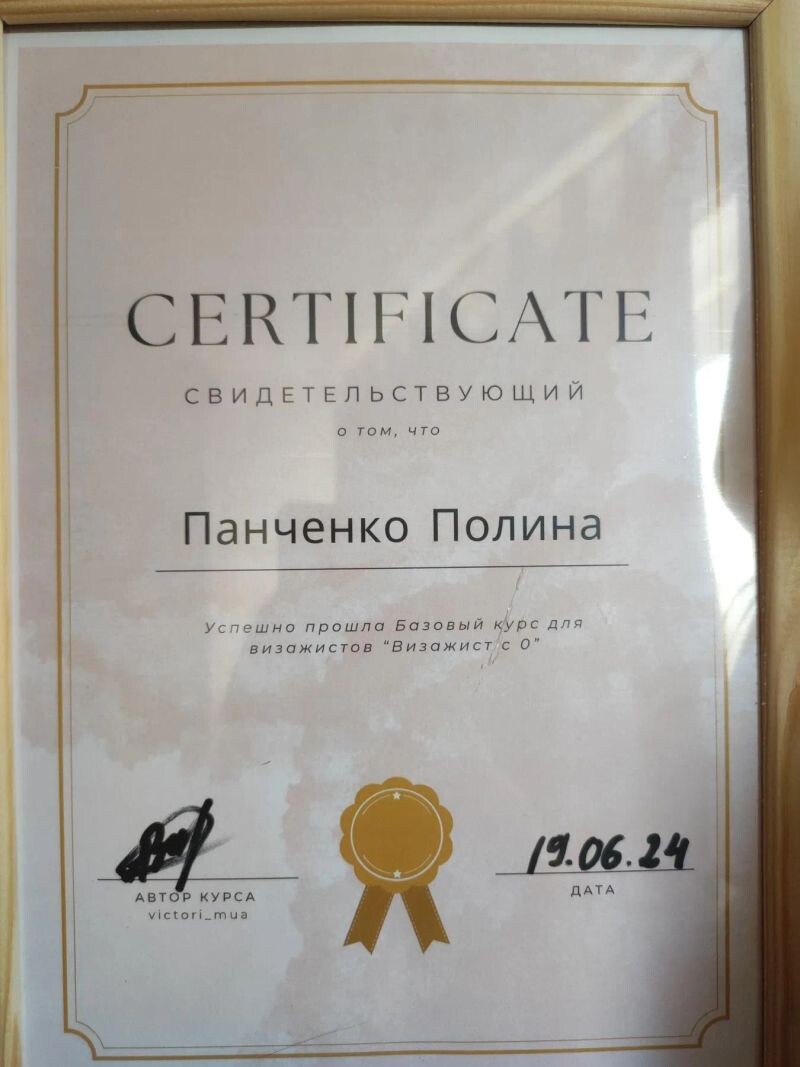 CERTIFICATE
СВИДЕТЕЛЬСТВУЮЩИЙ
о том, что
Панченко Полина
Успешно прошла Базовый курс для
визажистов “Визажист с 0”
19.06.24
АВТОР КУРСА
ДАТА
victori_mua